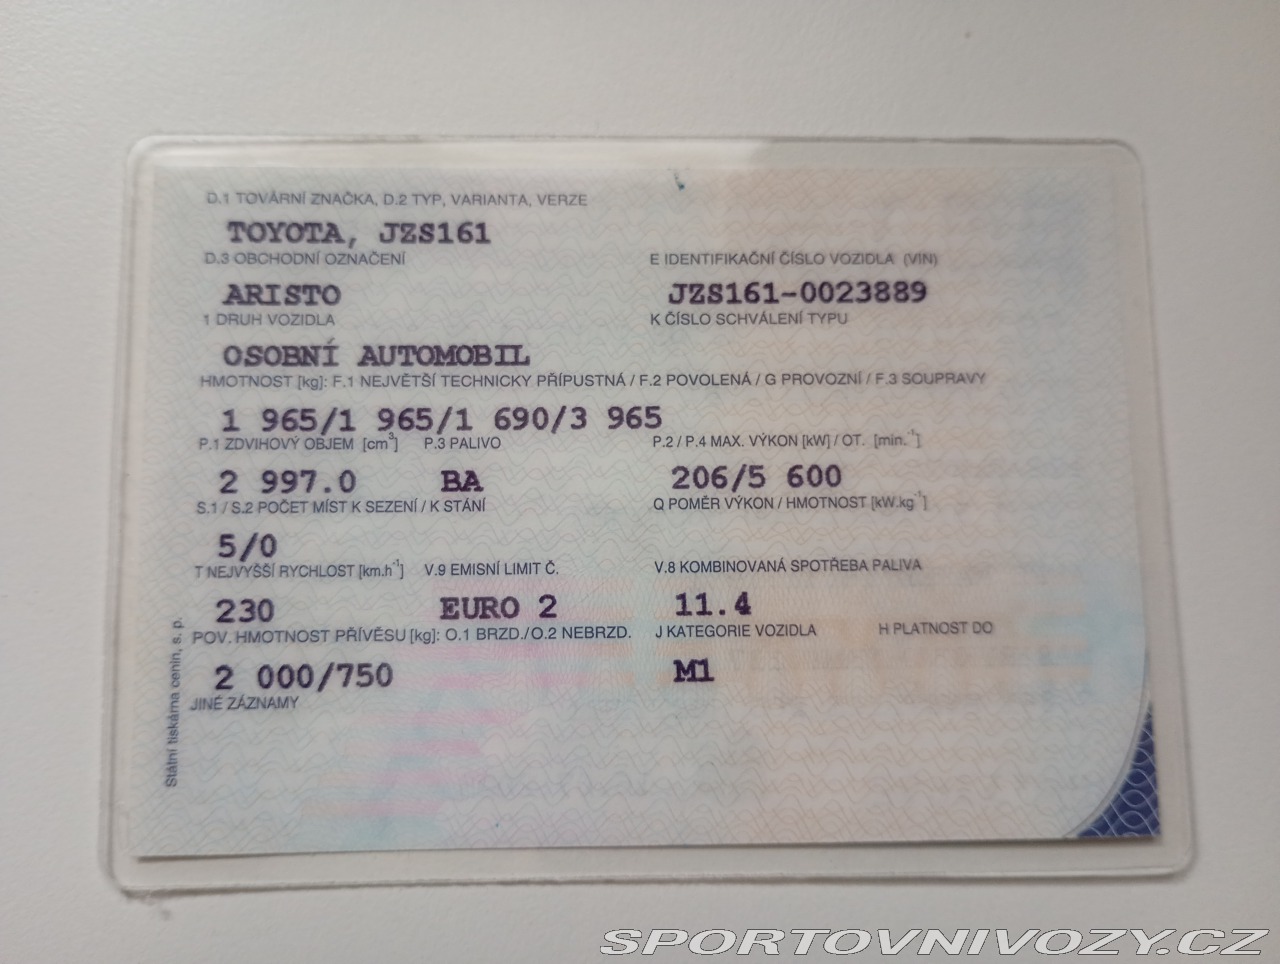 D.1 TOVÁRNÍ ZNAČKA, D.2 TYP, VARIANTA, VERZE
TOYOTA, JZS161
D.3 OBCHODNÍ OZNAČENÍ
E IDENTIFIKAČNÍ ČÍSLO VOZIDLA (VIN)
ARISTO
JZS161-0023889
1 DRUH VOZIDLA
K ČÍSLO SCHVÁLENÍ TYPU
OSOBNÍ AUTOMOBIL
HMOTNOST [kg]: F.1 NEJVĚTŠÍ TECHNICKY PŘÍPUSTNÁ / F.2 POVOLENÁ / G PROVOZNÍ / F.3 SOUPRAVY
1 965/1 965/1 690/3 965
P.1 ZDVIHOVÝ OBJEM [cm³]
P.3 PALIVO
P.2 / P.4 MAX. VÝKON [kW] / OT. [min.⁻¹]
2 997.0
BA
206/5 600
S.1 / S.2 POČET MÍST K SEZENÍ / K STÁNÍ
Q POMĚR VÝKON / HMOTNOST [kW.kg⁻¹]
5/0
T NEJVYŠŠÍ RYCHLOST [km.h⁻¹]
V.9 EMISNÍ LIMIT Č.
V.8 KOMBINOVANÁ SPOTŘEBA PALIVA
230
EURO 2
11.4
POV. HMOTNOST PŘÍVĚSU [kg]: O.1 BRZD./O.2 NEBRZD.
J KATEGORIE VOZIDLA
H PLATNOST DO
2 000/750
M1
JINÉ ZÁZNAMY
Státní tiskárna cenin, s. p.
SPORTOVNIVOZY.CZ